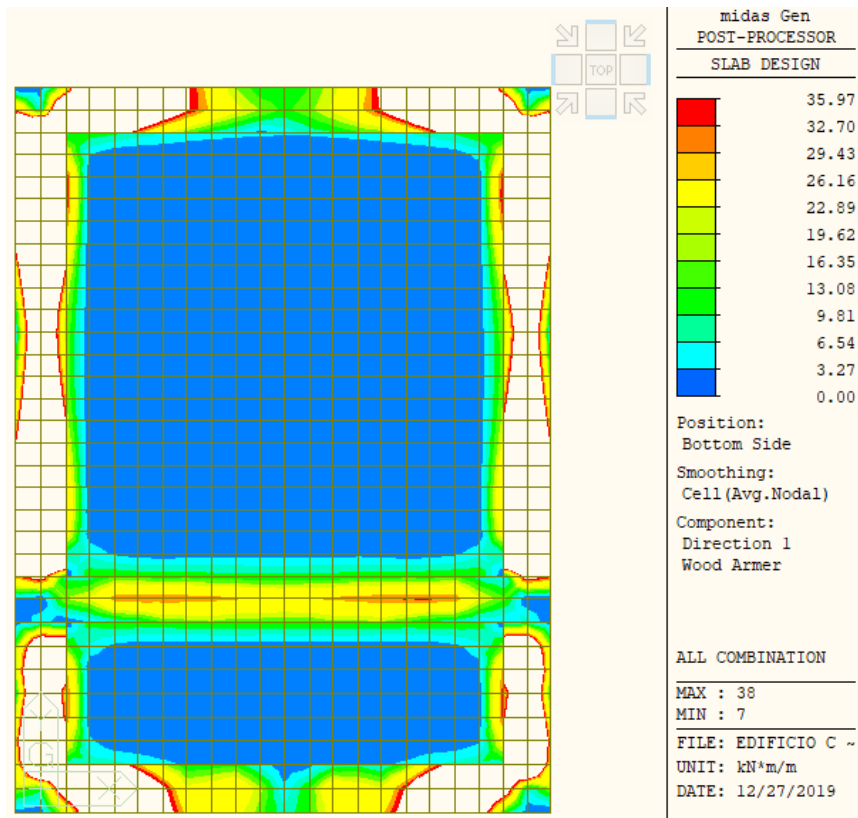 midas Gen
POST-PROCESSOR
SLAB DESIGN
TOP
35.97
32.70
29.43
26.16
22.89
19.62
16.35
13.08
9.81
6.54
3.27
0.00
Position:
Bottom Side
Smoothing:
Cell(Avg.Nodal)
Component:
Direction 1
Wood Armer
ALL COMBINATION
MAX : 38
MIN : 7
FILE: EDIFICIO C ~
UNIT: kN*m/m
DATE: 12/27/2019
X
G